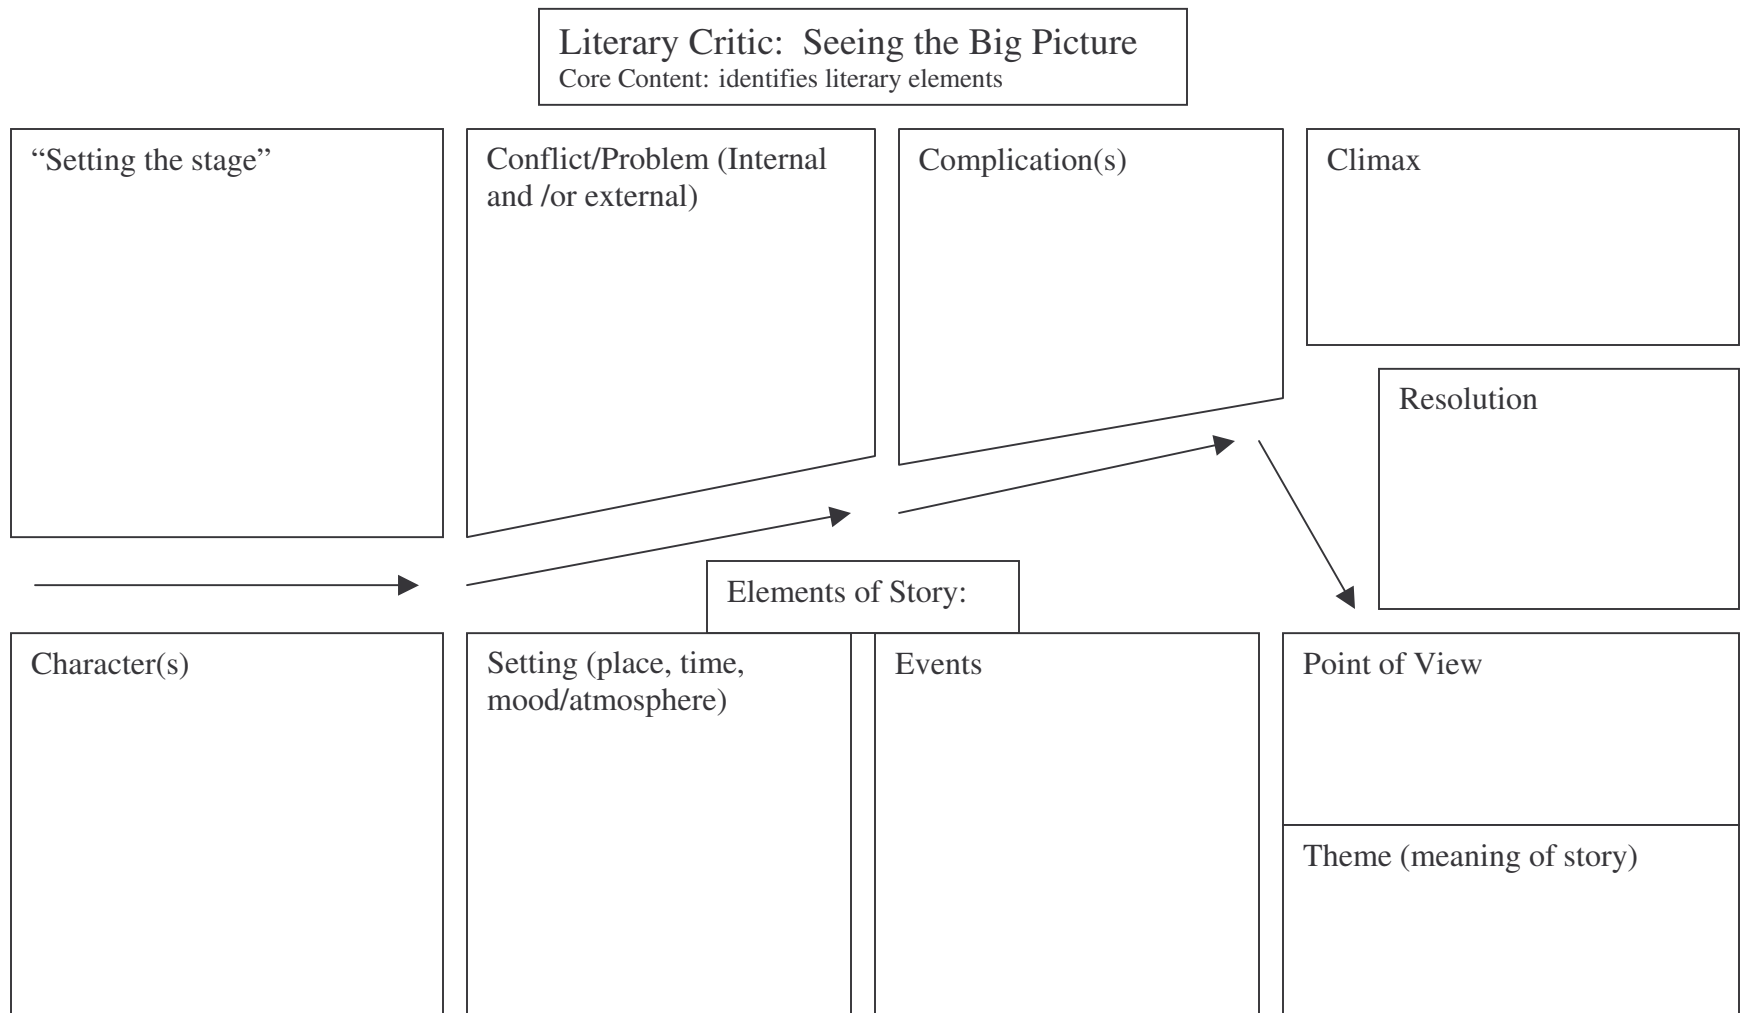 Literary Critic:  Seeing the Big Picture
Core Content: identifies literary elements
“Setting the stage”
Conflict/Problem (Internal
and /or external)
Complication(s)
Climax
Resolution
Elements of Story:
Character(s)
Setting (place, time,
mood/atmosphere)
Events
Point of View
Theme (meaning of story)